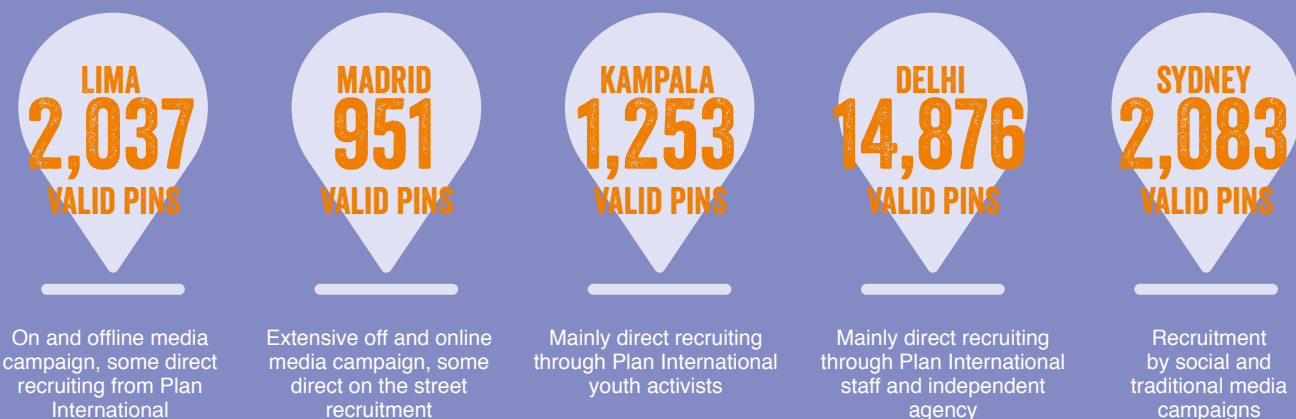 LIMA
2,037
VALID PINS
On and offline media
campaign, some direct
recruiting from Plan
International
MADRID
951
VALID PINS
Extensive off and online
media campaign, some
direct on the street
recruitment
KAMPALA
1,253
VALID PINS
Mainly direct recruiting
through Plan International
youth activists
DELHI
14,876
VALID PINS
Mainly direct recruiting
through Plan International
staff and independent
agency
SYDNEY
2,083
VALID PINS
Recruitment
by social and
traditional media
campaigns